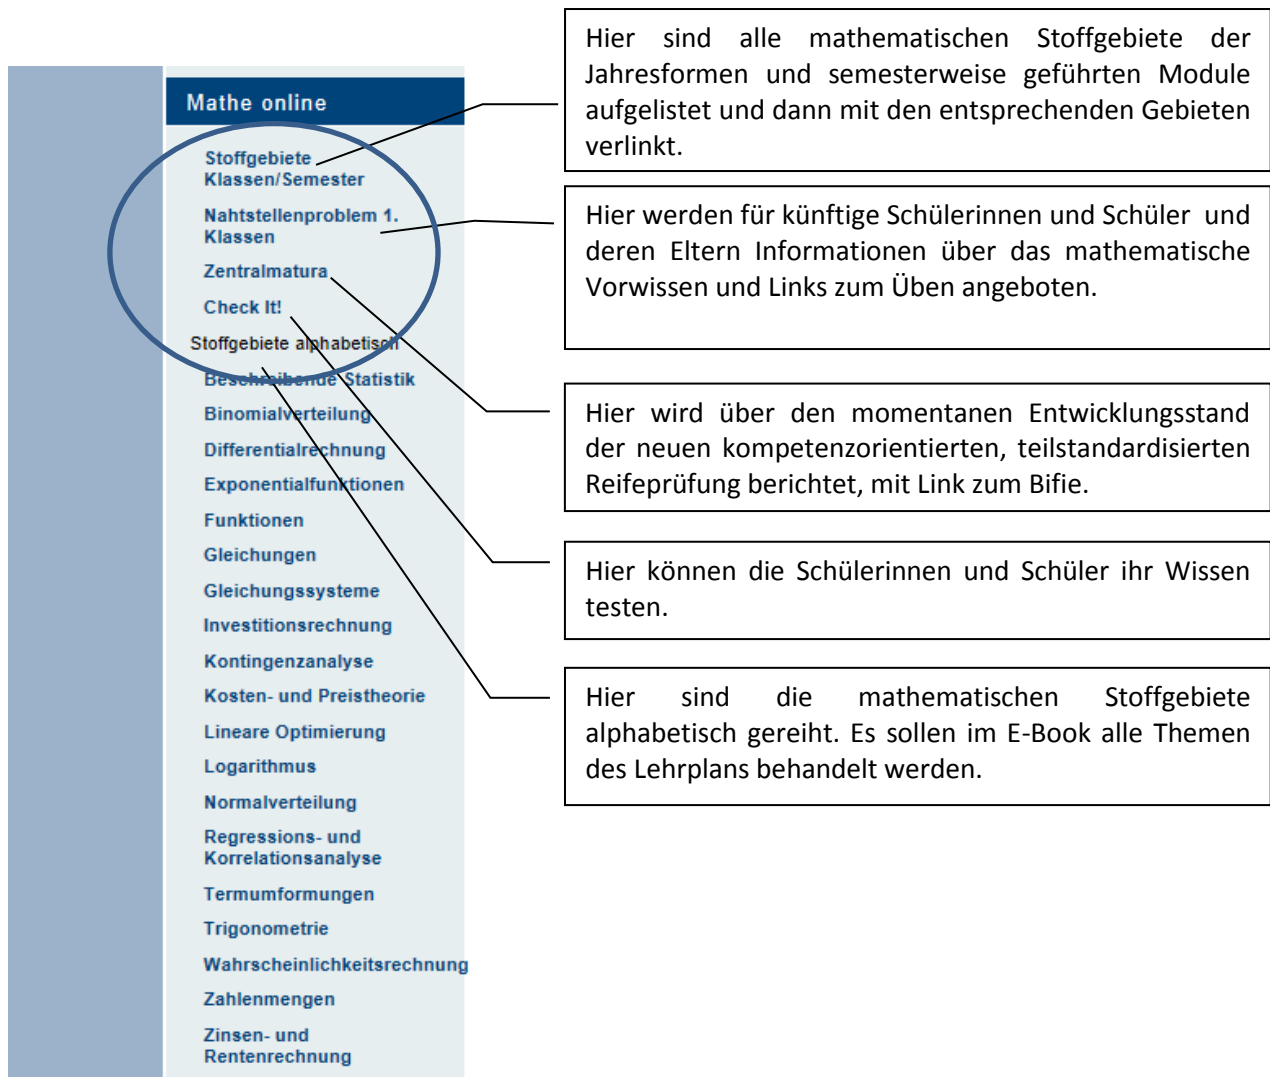 Mathe online
Stoffgebiete
Klassen/Semester
Nahtstellenproblem 1.
Klassen
Zentralmatura
Check It!
Stoffgebiete alphabetisch
Beschreibende Statistik
Binomialverteilung
Differentialrechnung
Exponentialfunktionen
Funktionen
Gleichungen
Gleichungssysteme
Investitionsrechnung
Kontingenzanalyse
Kosten- und Preistheorie
Lineare Optimierung
Logarithmus
Normalverteilung
Regressions- und
Korrelationsanalyse
Termumformungen
Trigonometrie
Wahrscheinlichkeitsrechnung
Zahlenmengen
Zinsen- und
Rentenrechnung
Hier sind alle mathematischen Stoffgebiete der
Jahresformen und semesterweise geführten Module
aufgelistet und dann mit den entsprechenden Gebieten
verlinkt.
Hier werden für künftige Schülerinnen und Schüler und
deren Eltern Informationen über das mathematische
Vorwissen und Links zum Üben angeboten.
Hier wird über den momentanen Entwicklungsstand
der neuen kompetenzorientierten, teilstandardisierten
Reifeprüfung berichtet, mit Link zum Bifie.
Hier können die Schülerinnen und Schüler ihr Wissen
testen.
Hier sind die mathematischen Stoffgebiete
alphabetisch gereiht. Es sollen im E-Book alle Themen
des Lehrplans behandelt werden.